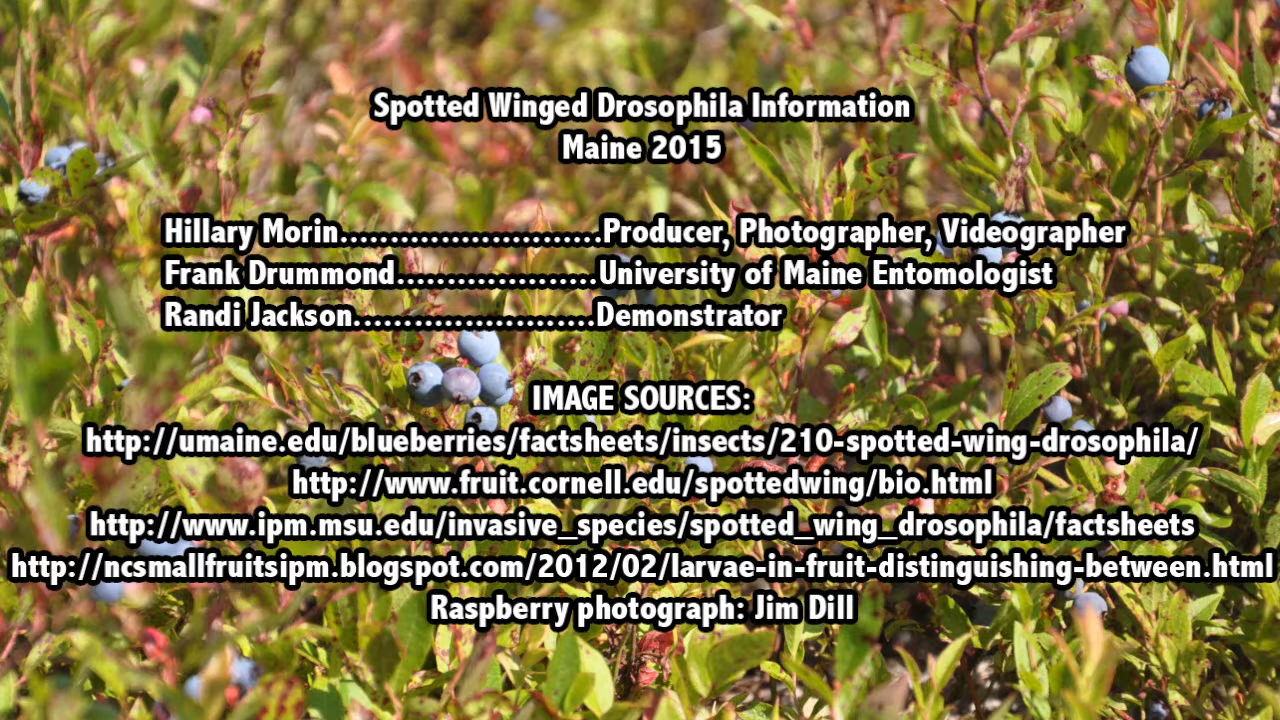 Spotted Winged Drosophila Information
Maine 2015
Hillary Morin..........................Producer, Photographer, Videographer
Frank Drummond....................University of Maine Entomologist
Randi Jackson........................Demonstrator
IMAGE SOURCES:
http://umaine.edu/blueberries/factsheets/insects/210-spotted-wing-drosophila/
http://www.fruit.cornell.edu/spottedwing/bio.html
http://www.ipm.msu.edu/invasive_species/spotted_wing_drosophila/factsheets
http://ncsmallfruitsipm.blogspot.com/2012/02/larvae-in-fruit-distinguishing-between.html
Raspberry photograph: Jim Dill